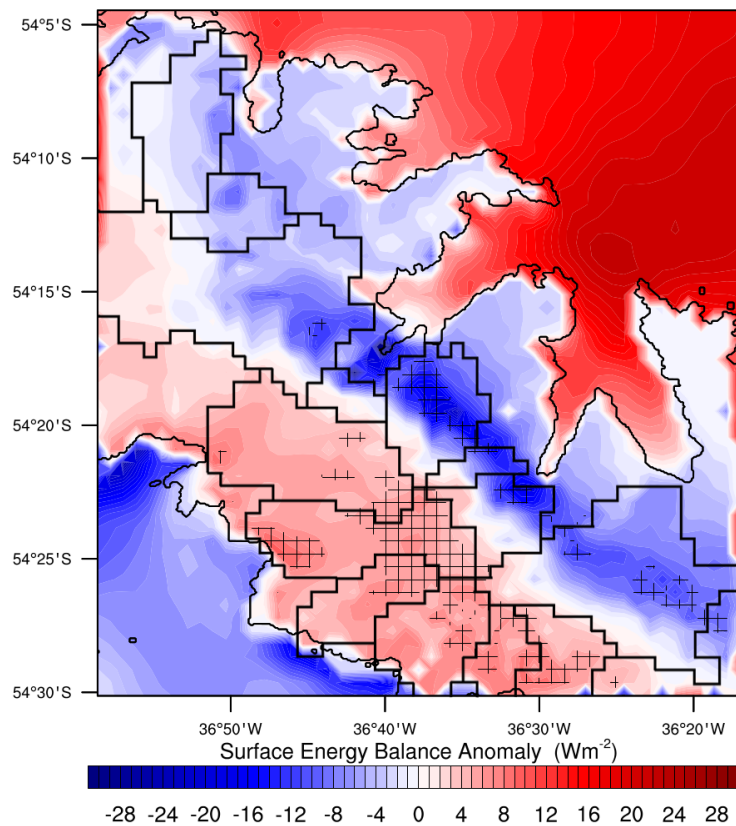 54°5'S
54°10'S
54°15'S
54°20'S
54°25'S
54°30'S
36°50'W 36°40'W 36°30'W 36°20'W
Surface Energy Balance Anomaly (Wm-2)
-28 -24 -20 -16 -12 -8 -4 0 4 8 12 16 20 24 28